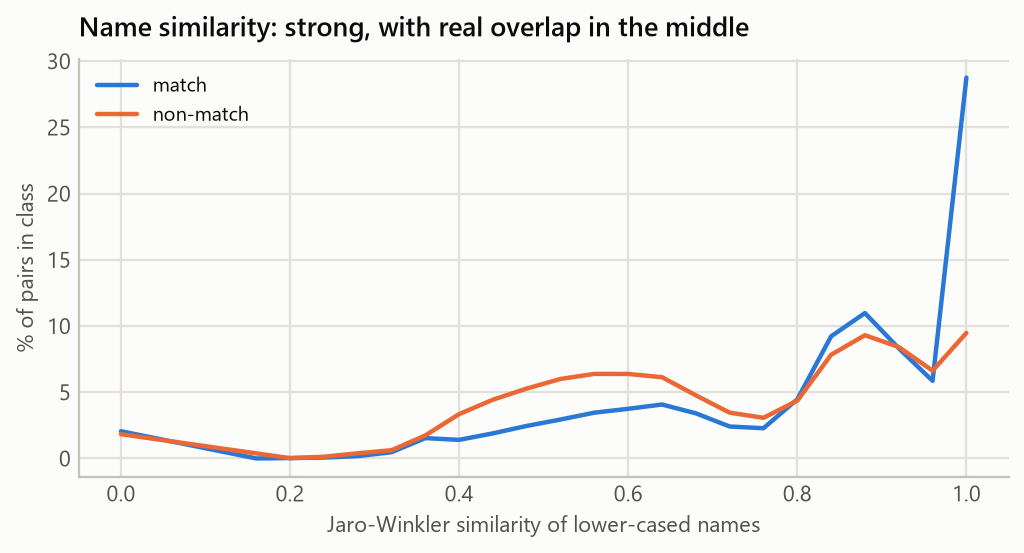 Name similarity: strong, with real overlap in the middle
match
non-match
% of pairs in class
30
25
20
15
10
5
0
0.0 0.2 0.4 0.6 0.8 1.0
Jaro-Winkler similarity of lower-cased names